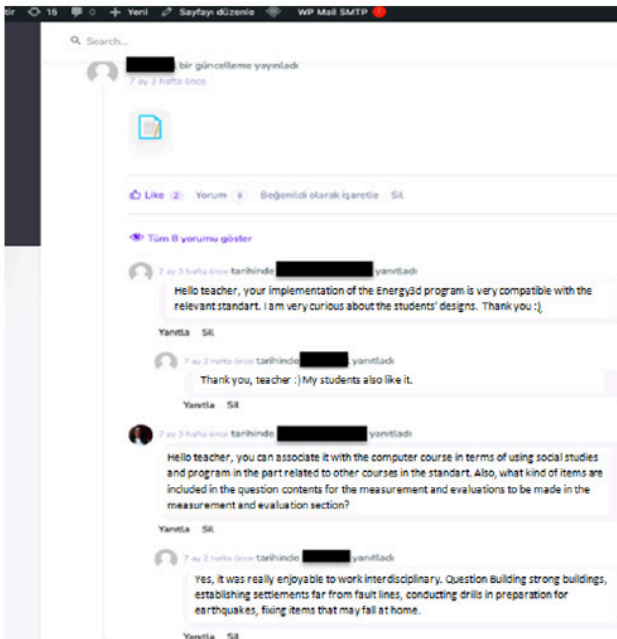 tir 15 0 + Yeni Sayfayı düzenle WP Mail SMTP
Search...
bir güncelleme yayınladı
7 ay 3 hafta önce
Like 2 Yorum 8 Beğenildi olarak işaretle Sil
Tüm 8 yorumu göster
7 ay 3 hafta önce tarihinde yanıtladı
Hello teacher, your implementation of the Energy3d program is very compatible with the
relevant standart. I am very curious about the students' designs. Thank you :)
Yanıtla Sil
7 ay 2 hafta önce tarihinde yanıtladı
Thank you, teacher :) My students also like it.
Yanıtla Sil
7 ay 3 hafta önce tarihinde yanıtladı
Hello teacher, you can associate it with the computer course in terms of using social studies
and program in the part related to other courses in the standart. Also, what kind of items are
included in the question contents for the measurement and evaluations to be made in the
measurement and evaluation section?
Yanıtla Sil
7 ay 2 hafta önce tarihinde yanıtladı
Yes, it was really enjoyable to work interdisciplinary. Question Building strong buildings,
establishing settlements far from fault lines, conducting drills in preparation for
earthquakes, fixing items that may fall at home.
Yanıtla Sil